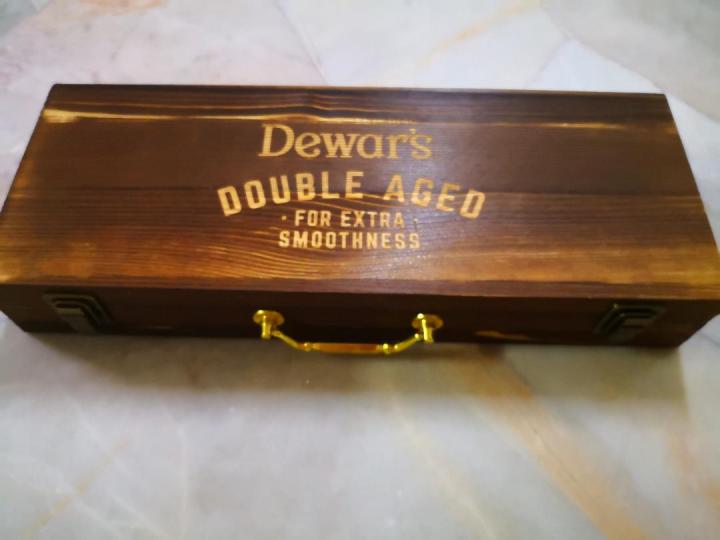 Dewar's
DOUBLE AGED
· FOR EXTRA ·
SMOOTHNESS